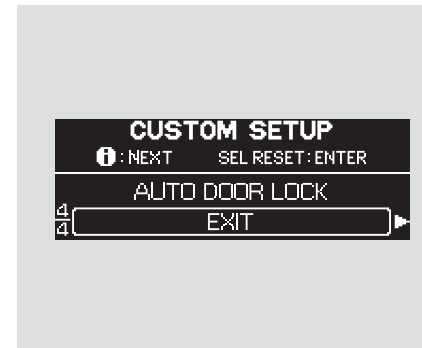 CUSTOM SETUP
i : NEXT SEL RESET : ENTER
AUTO DOOR LOCK
4/4 EXIT